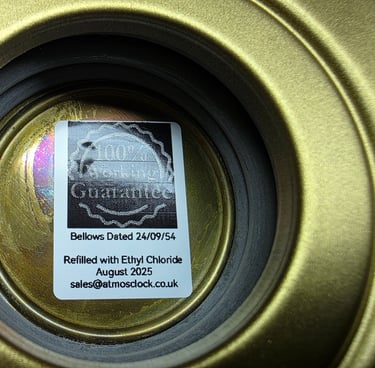 100%
Working
Guarantee
Bellows Dated 24/09/54
Refilled with Ethyl Chloride
August 2025
sales@atmosclock.co.uk